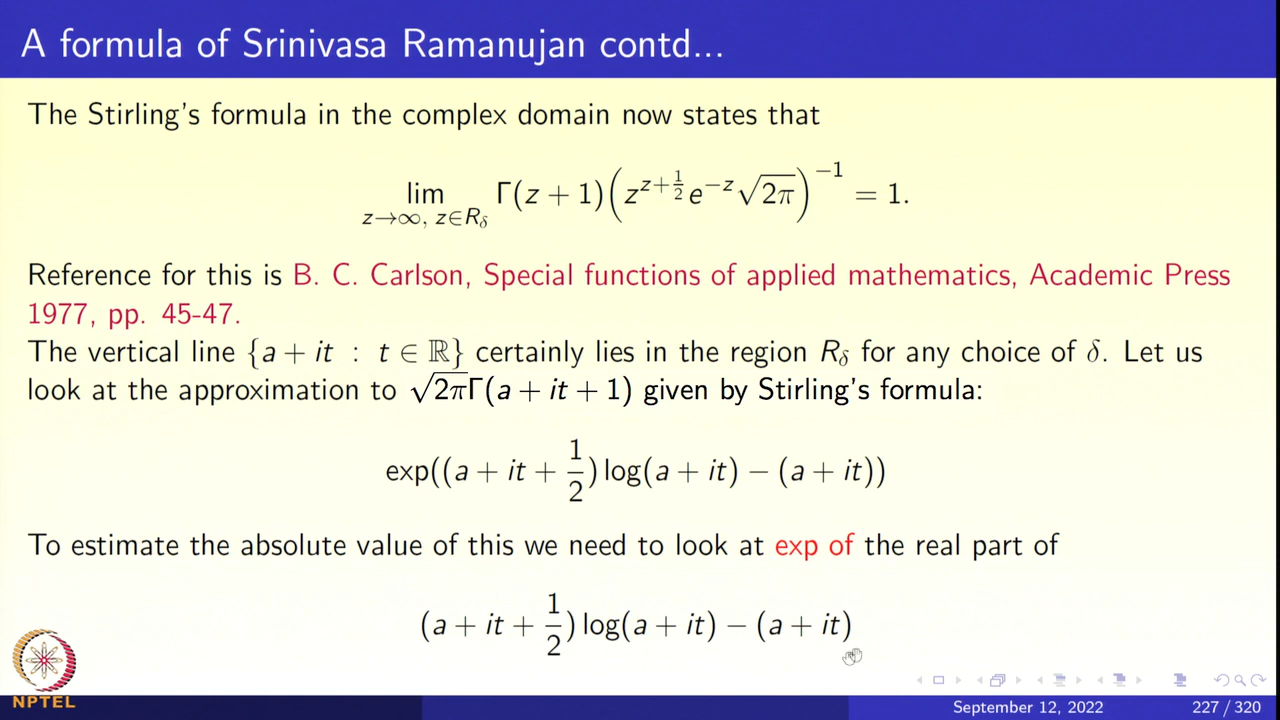 A formula of Srinivasa Ramanujan contd...
The Stirling's formula in the complex domain now states that
lim_{z→∞, z∈R_δ} Γ(z + 1)(z^{z+1/2} e^{−z} √2π)^{−1} = 1.
Reference for this is B. C. Carlson, Special functions of applied mathematics, Academic Press
1977, pp. 45-47.
The vertical line {a + it : t ∈ ℝ} certainly lies in the region R_δ for any choice of δ. Let us
look at the approximation to √2πΓ(a + it + 1) given by Stirling's formula:
exp((a + it + 1/2) log(a + it) − (a + it))
To estimate the absolute value of this we need to look at exp of the real part of
(a + it + 1/2) log(a + it) − (a + it)
NPTEL
September 12, 2022 227 / 320